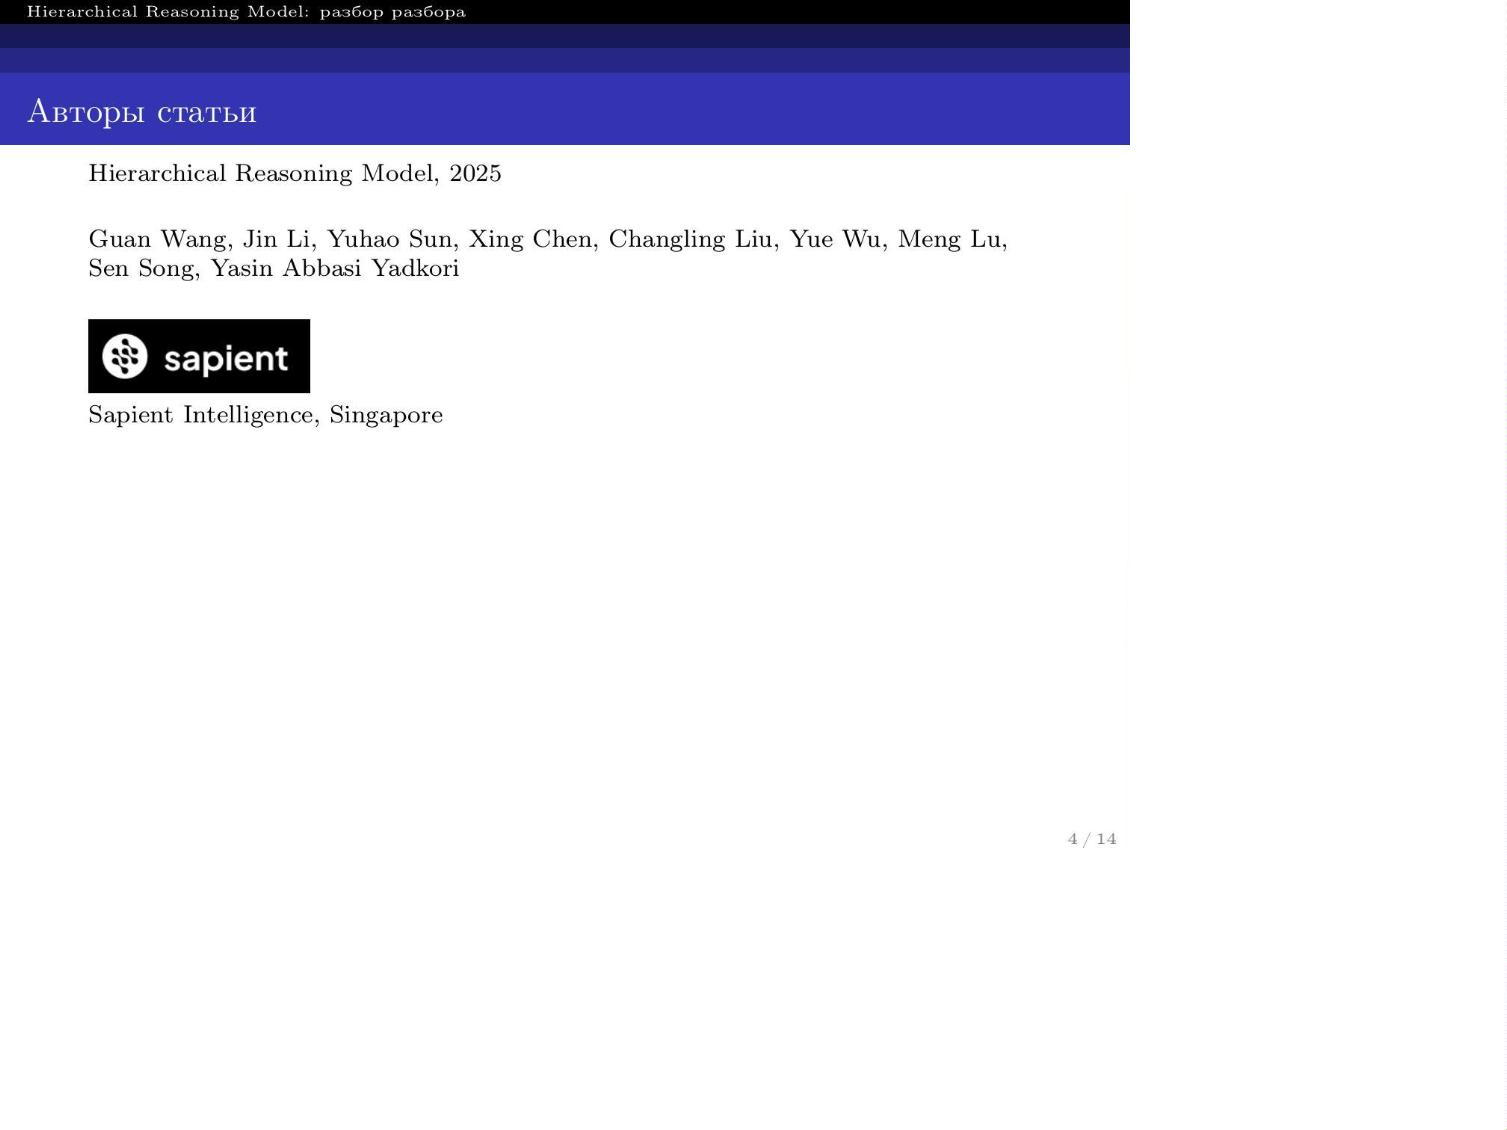 Hierarchical Reasoning Model: разбор разбора
Авторы статьи
Hierarchical Reasoning Model, 2025
Guan Wang, Jin Li, Yuhao Sun, Xing Chen, Changling Liu, Yue Wu, Meng Lu,
Sen Song, Yasin Abbasi Yadkori
sapient
Sapient Intelligence, Singapore
4 / 14